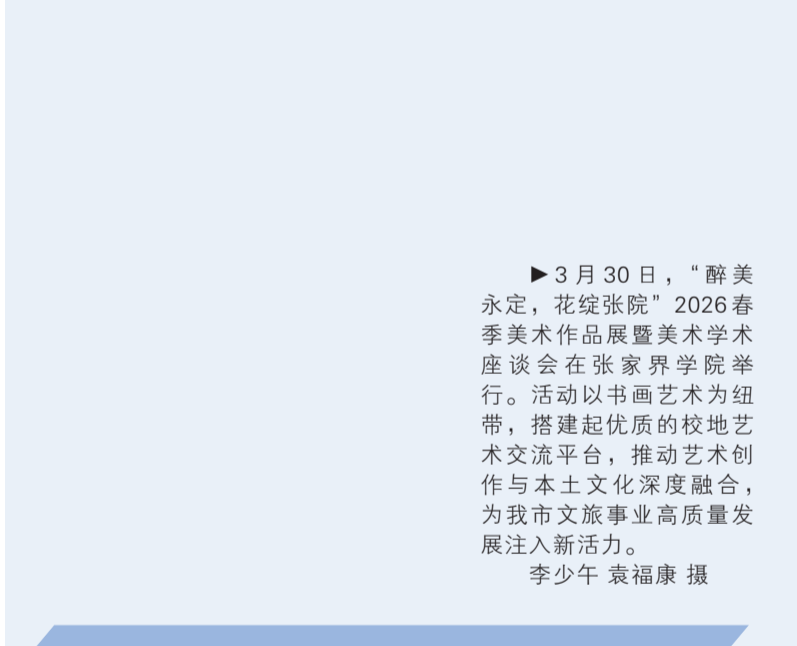 ▶3月30日，“醉美
永定，花绽张院”2026春
季美术作品展暨美术学术
座谈会在张家界学院举
行。活动以书画艺术为纽
带，搭建起优质的校地艺
术交流平台，推动艺术创
作与本土文化深度融合，
为我市文旅事业高质量发
展注入新活力。
李少午 袁福康 摄